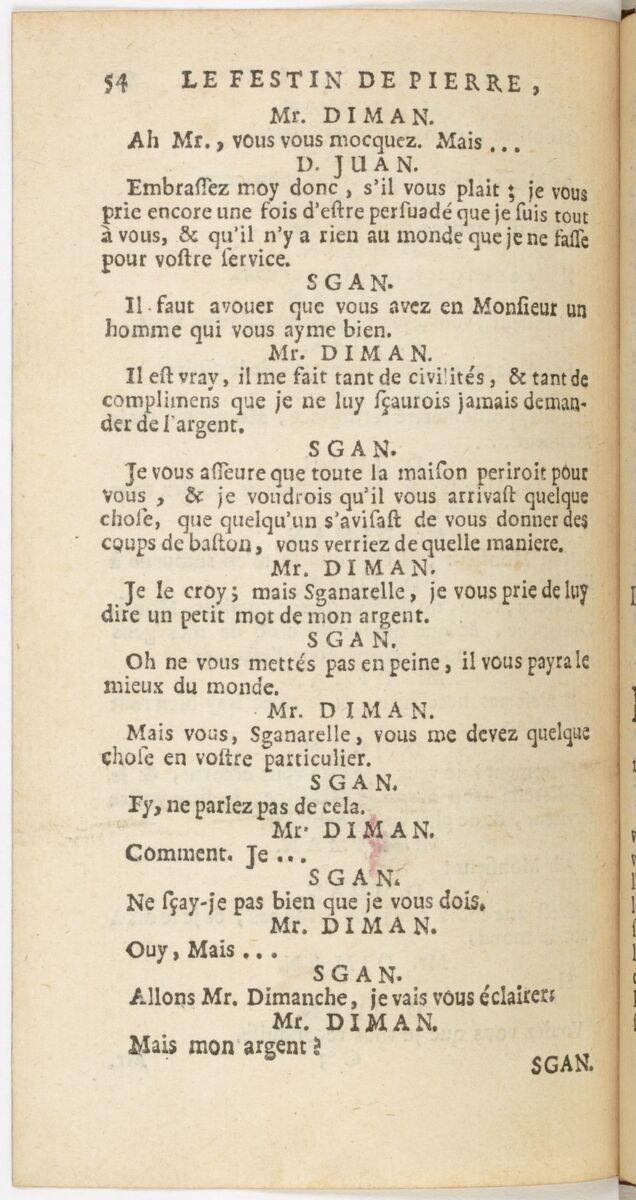 54 LE FESTIN DE PIERRE,
Mr. DIMAN.
Ah Mr., vous vous mocquez. Mais ...
D. JUAN.
Embraſſez moy donc, s'il vous plait; je vous
prie encore une fois d'eſtre perſuadé que je ſuis tout
à vous, & qu'il n'y a rien au monde que je ne faſſe
pour voſtre ſervice.
SGAN.
Il faut avouer que vous avez en Monſieur un
homme qui vous ayme bien.
Mr. DIMAN.
Il eſt vray, il me fait tant de civilités, & tant de
complimens que je ne luy ſçaurois jamais deman-
der de l'argent.
SGAN.
Je vous aſſeure que toute la maiſon periroit pour
vous, & je voudrois qu'il vous arrivaſt quelque
choſe, que quelqu'un s'aviſaſt de vous donner des
coups de baſton, vous verriez de quelle maniere.
Mr. DIMAN.
Je le croy; mais Sganarelle, je vous prie de luy
dire un petit mot de mon argent.
SGAN.
Oh ne vous mettés pas en peine, il vous payra le
mieux du monde.
Mr. DIMAN.
Mais vous, Sganarelle, vous me devez quelque
choſe en voſtre particulier.
SGAN.
Fy, ne parlez pas de cela.
Mr. DIMAN.
Comment. Je ...
SGAN.
Ne ſçay-je pas bien que je vous dois.
Mr. DIMAN.
Ouy, Mais ...
SGAN.
Allons Mr. Dimanche, je vais vous éclairer:
Mr. DIMAN.
Mais mon argent?
SGAN.